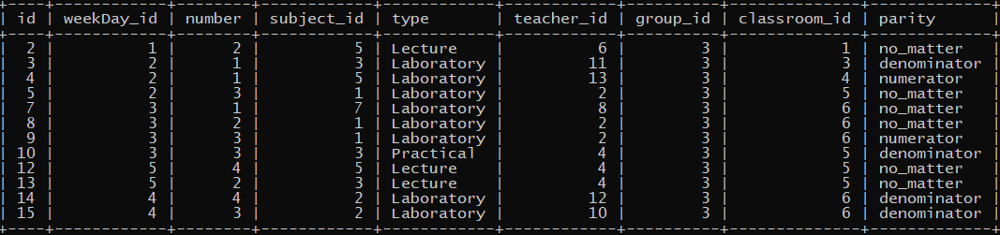 id | weekDay_id | number | subject_id | type | teacher_id | group_id | classroom_id | parity
2 | 1 | 2 | 5 | Lecture | 6 | 3 | 1 | no_matter
3 | 2 | 1 | 3 | Laboratory | 11 | 3 | 3 | denominator
4 | 2 | 1 | 5 | Laboratory | 13 | 3 | 4 | numerator
5 | 2 | 3 | 1 | Laboratory | 2 | 3 | 5 | no_matter
7 | 3 | 1 | 7 | Laboratory | 8 | 3 | 6 | no_matter
8 | 3 | 2 | 1 | Laboratory | 2 | 3 | 6 | no_matter
9 | 3 | 3 | 1 | Laboratory | 2 | 3 | 6 | numerator
10 | 3 | 3 | 3 | Practical | 4 | 3 | 5 | denominator
12 | 5 | 4 | 5 | Lecture | 4 | 3 | 5 | no_matter
13 | 5 | 2 | 3 | Lecture | 4 | 3 | 5 | no_matter
14 | 4 | 4 | 2 | Laboratory | 12 | 3 | 6 | denominator
15 | 4 | 3 | 2 | Laboratory | 10 | 3 | 6 | denominator